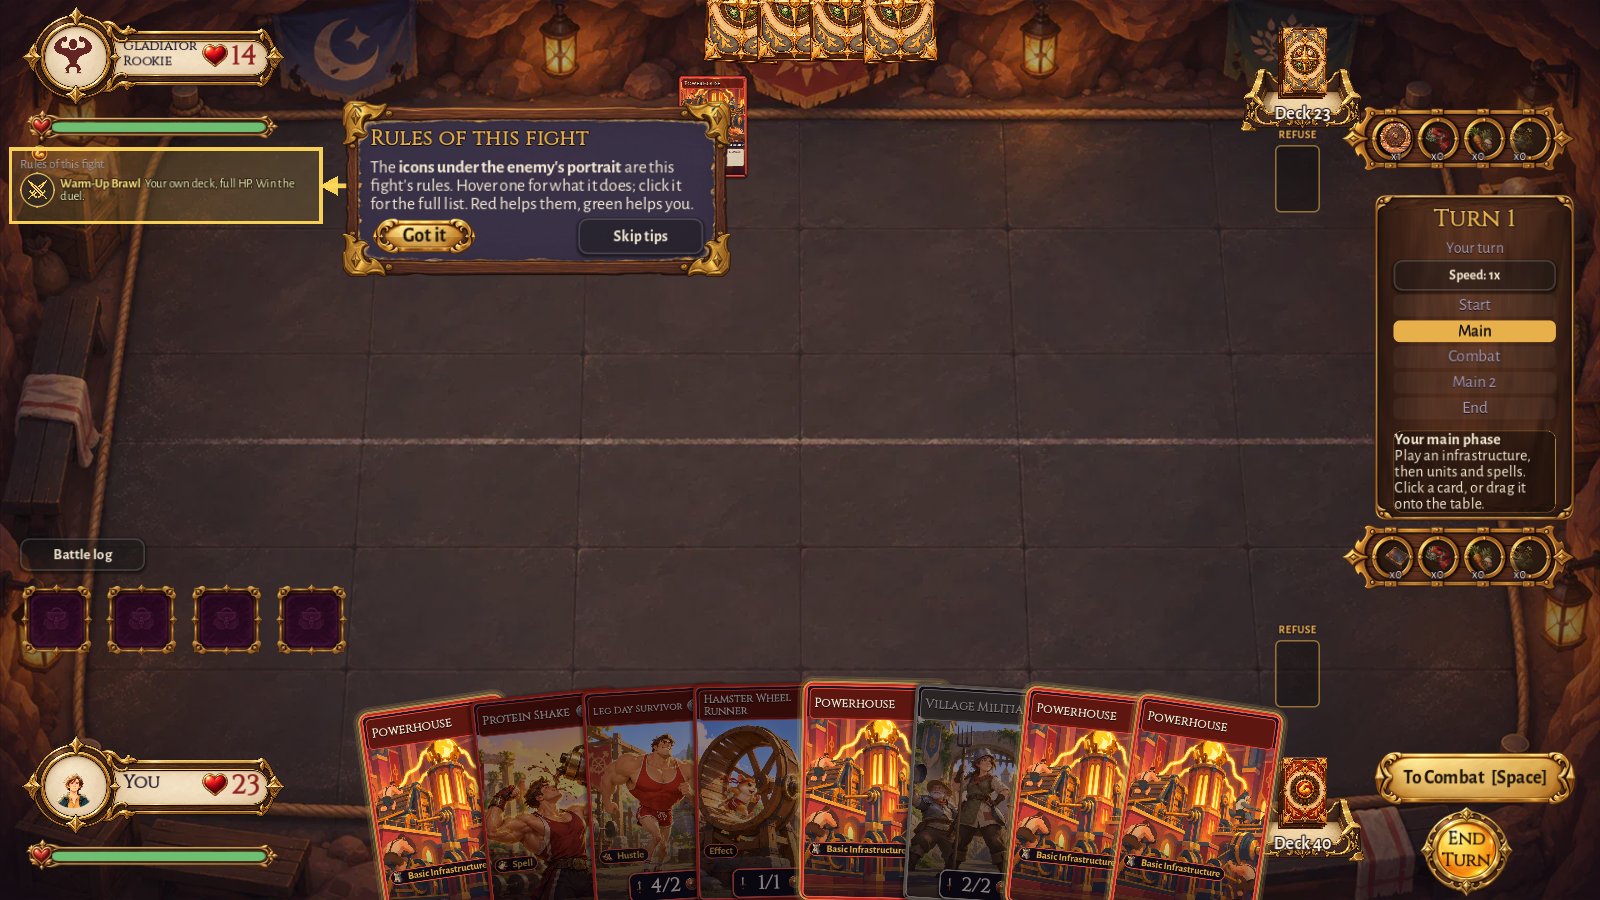 Gladiator
Rookie
14
Powerhouse
Deck 23
REFUSE
x1
x0
x0
x0
Rules of this fight
Warm-Up Brawl Your own deck, full HP. Win the
duel.
Rules of this fight
The icons under the enemy's portrait are this
fight's rules. Hover one for what it does; click it
for the full list. Red helps them, green helps you.
Got it
Skip tips
Turn 1
Your turn
Speed: 1x
Start
Main
Combat
Main 2
End
Your main phase
Play an infrastructure,
then units and spells.
Click a card, or drag it
onto the table.
Battle log
x0
x0
x0
x0
REFUSE
You
23
Powerhouse
Basic Infrastructure
Protein Shake
Spell
Leg Day Survivor
Hustle
4/2
Hamster Wheel
Runner
Effect
1/1
Powerhouse
Basic Infrastructure
Village Militia
2/2
Powerhouse
Basic Infrastructure
Powerhouse
Basic Infrastructure
Deck 40
To Combat [Space]
End
Turn